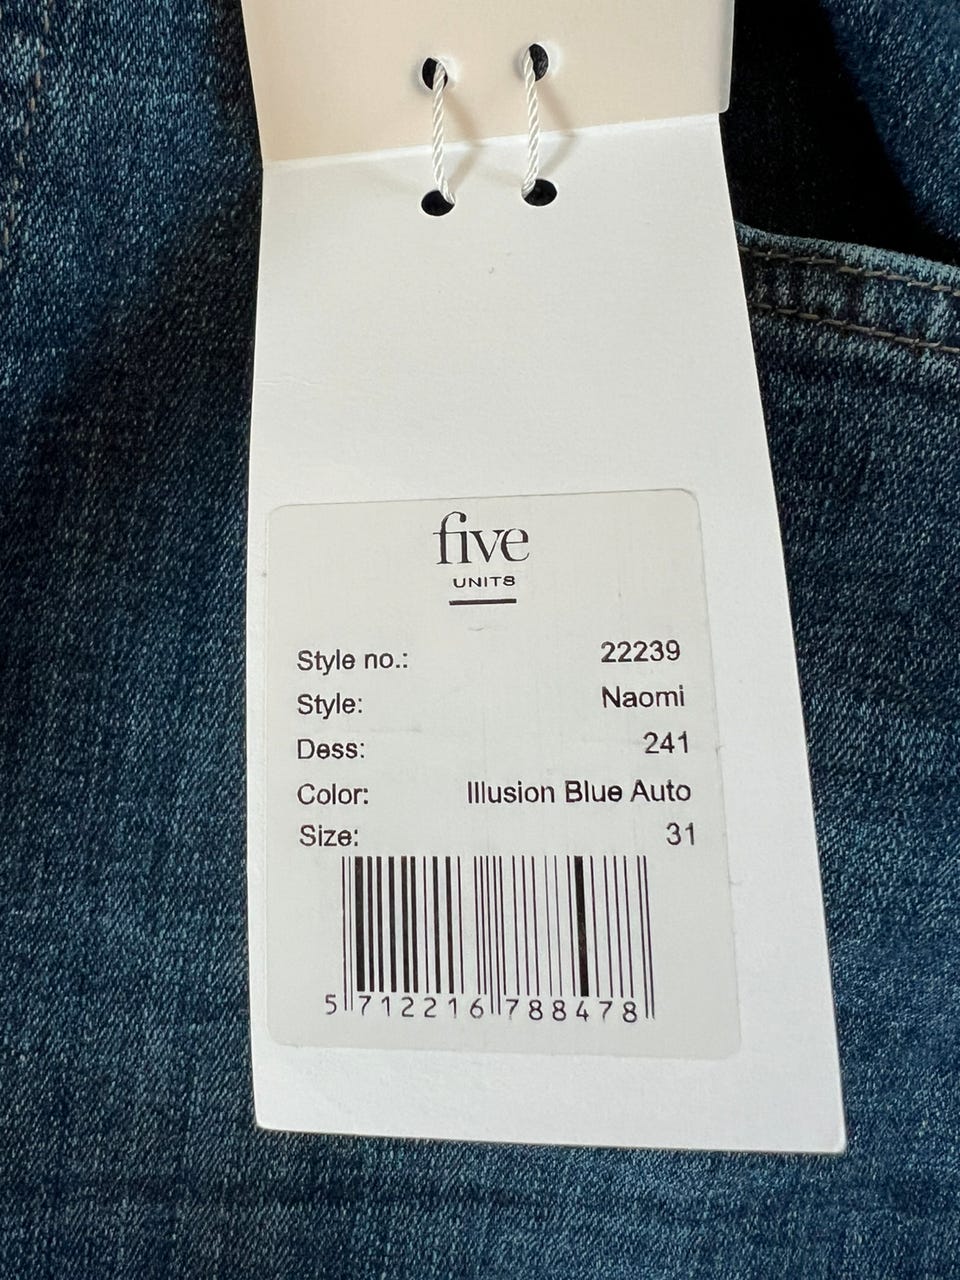 five
UNITS
Style no.: 22239
Style: Naomi
Dess: 241
Color: Illusion Blue Auto
Size: 31
5 712216 788478